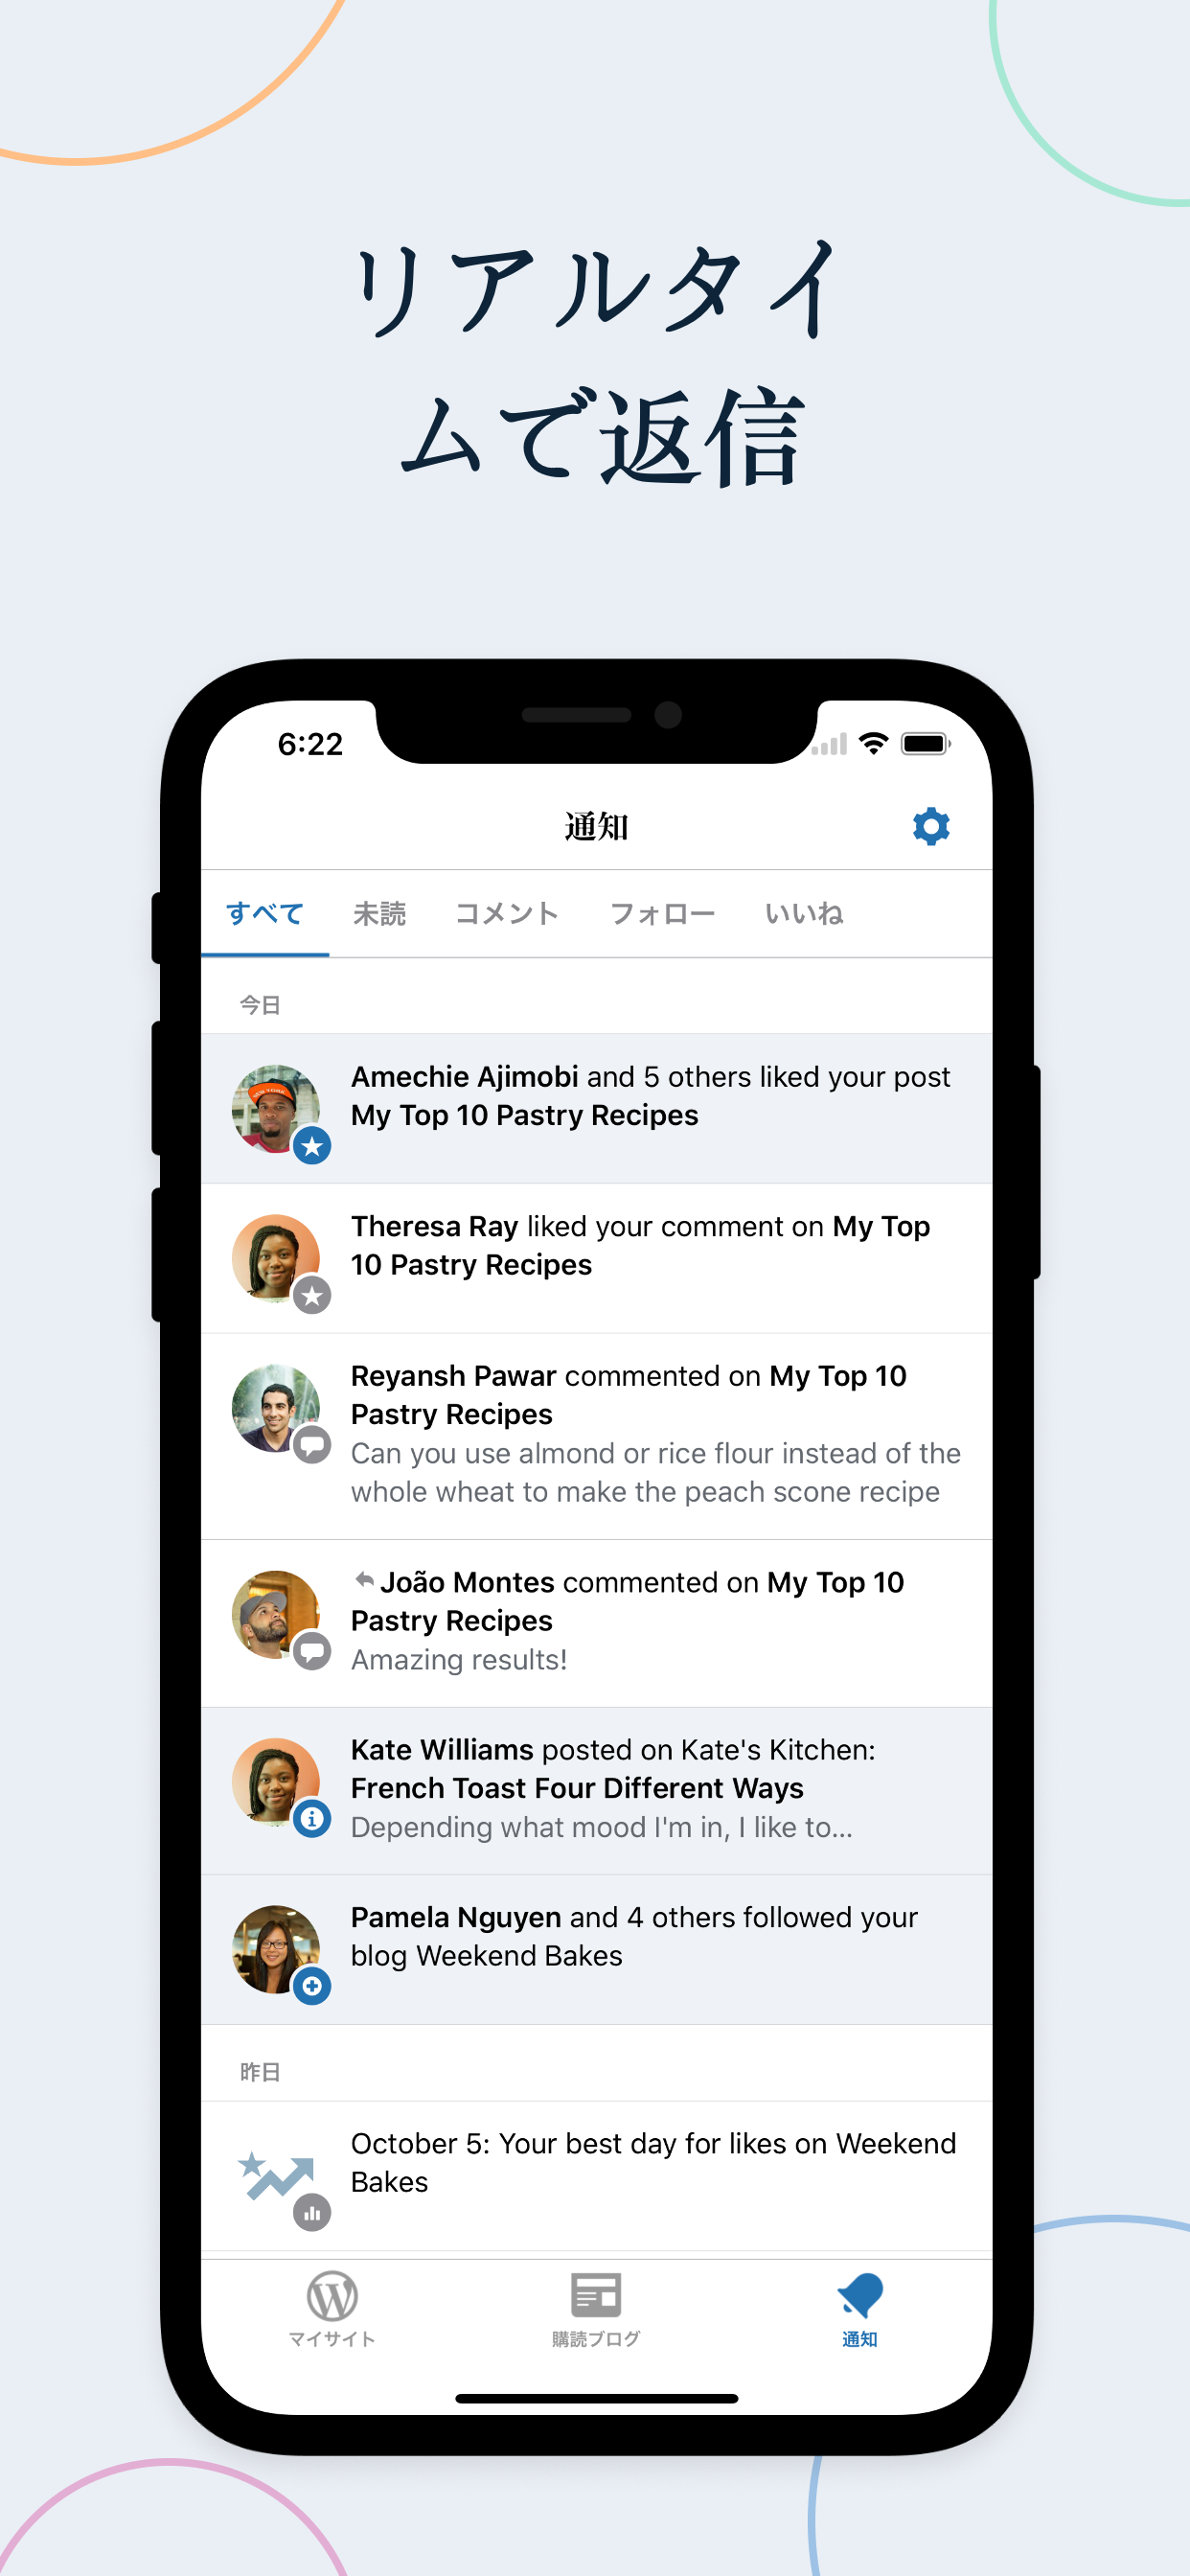 リアルタイ
ムで返信
6:22
通知
すべて 未読 コメント フォロー いいね
今日
Amechie Ajimobi and 5 others liked your post
My Top 10 Pastry Recipes
Theresa Ray liked your comment on My Top
10 Pastry Recipes
Reyansh Pawar commented on My Top 10
Pastry Recipes
Can you use almond or rice flour instead of the
whole wheat to make the peach scone recipe
João Montes commented on My Top 10
Pastry Recipes
Amazing results!
Kate Williams posted on Kate's Kitchen:
French Toast Four Different Ways
Depending what mood I'm in, I like to...
Pamela Nguyen and 4 others followed your
blog Weekend Bakes
昨日
October 5: Your best day for likes on Weekend
Bakes
マイサイト 購読ブログ 通知